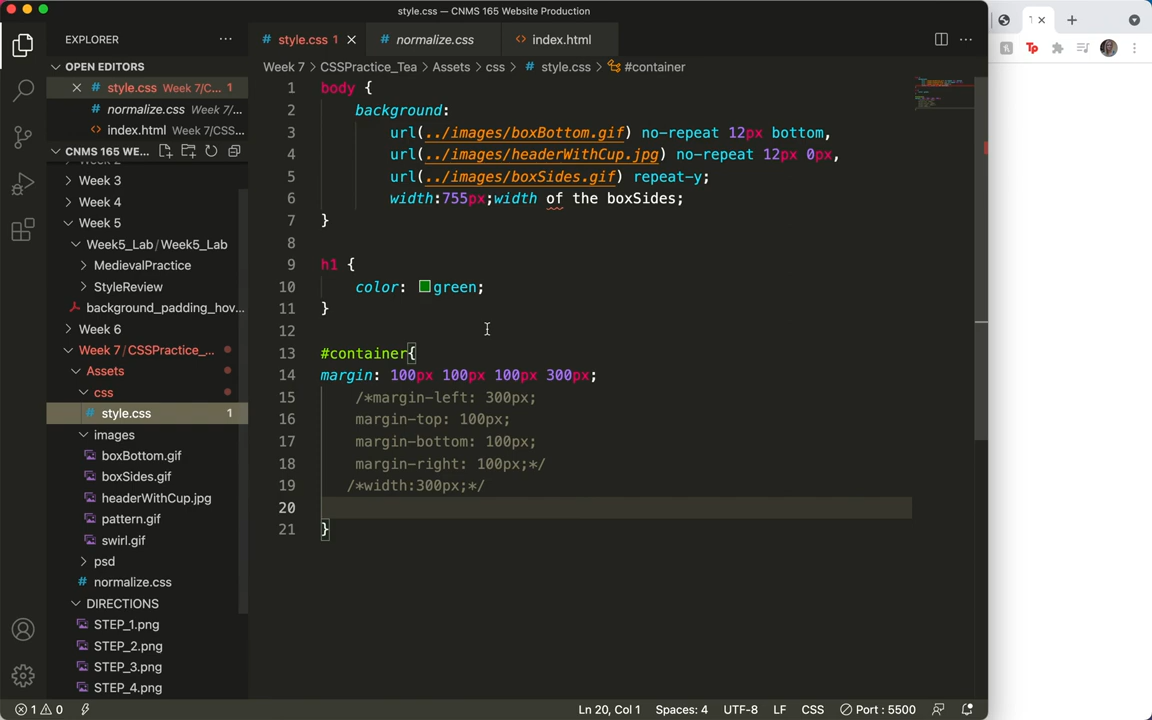 style.css — CNMS 165 Website Production
EXPLORER
OPEN EDITORS
style.css Week 7/C... 1
normalize.css Week 7/...
index.html Week 7/CSS...
CNMS 165 WE...
Week 2
Week 3
Week 4
Week 5
Week5_Lab/Week5_Lab
MedievalPractice
StyleReview
background_padding_hov...
Week 6
Week 7/CSSPractice_...
Assets
css
style.css 1
images
boxBottom.gif
boxSides.gif
headerWithCup.jpg
pattern.gif
swirl.gif
psd
normalize.css
DIRECTIONS
STEP_1.png
STEP_2.png
STEP_3.png
STEP_4.png
style.css 1
normalize.css
index.html
Week 7 > CSSPractice_Tea > Assets > css > # style.css > #container
1 body {
2 background:
3 url(../images/boxBottom.gif) no-repeat 12px bottom,
4 url(../images/headerWithCup.jpg) no-repeat 12px 0px,
5 url(../images/boxSides.gif) repeat-y;
6 width:755px;width of the boxSides;
7 }
8
9 h1 {
10 color: green;
11 }
12
13 #container{
14 margin: 100px 100px 100px 300px;
15 /*margin-left: 300px;
16 margin-top: 100px;
17 margin-bottom: 100px;
18 margin-right: 100px;*/
19 /*width:300px;*/
20
21 }
1 0
Ln 20, Col 1 Spaces: 4 UTF-8 LF CSS Port : 5500
1
Tp